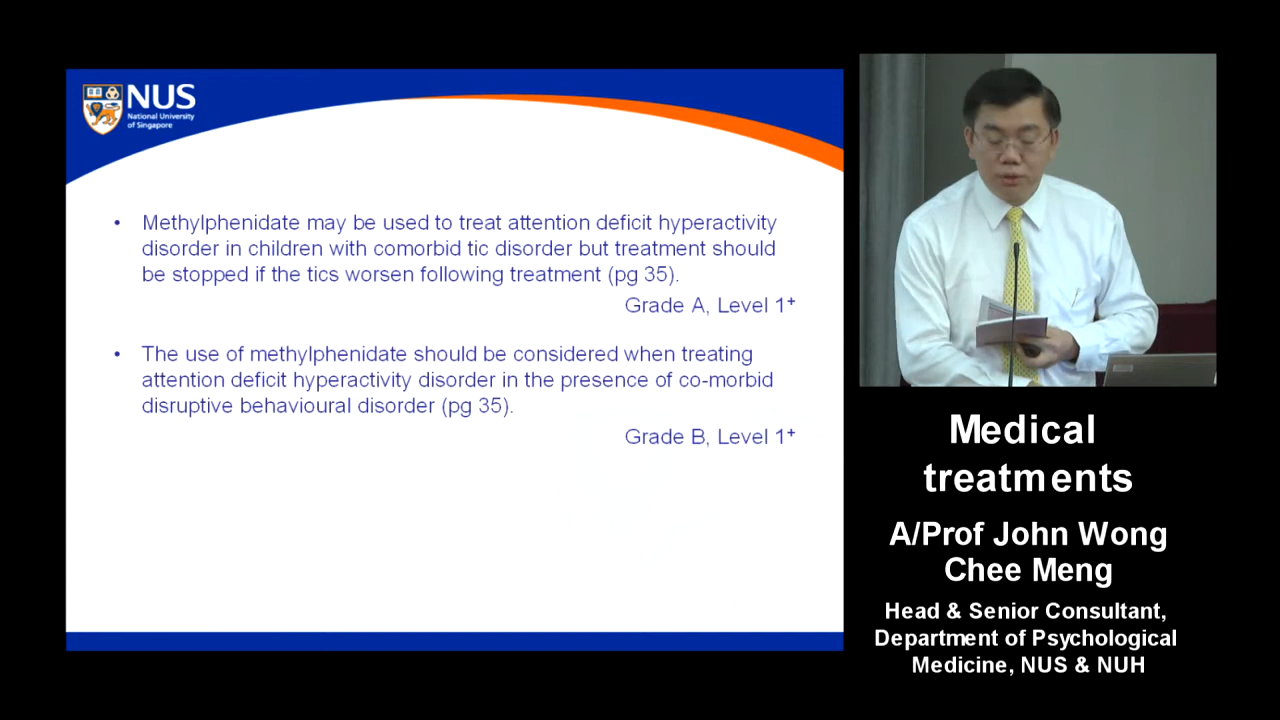 NUS
National University
of Singapore
• Methylphenidate may be used to treat attention deficit hyperactivity
disorder in children with comorbid tic disorder but treatment should
be stopped if the tics worsen following treatment (pg 35).
Grade A, Level 1+
• The use of methylphenidate should be considered when treating
attention deficit hyperactivity disorder in the presence of co-morbid
disruptive behavioural disorder (pg 35).
Grade B, Level 1+
Medical
treatments
A/Prof John Wong
Chee Meng
Head & Senior Consultant,
Department of Psychological
Medicine, NUS & NUH